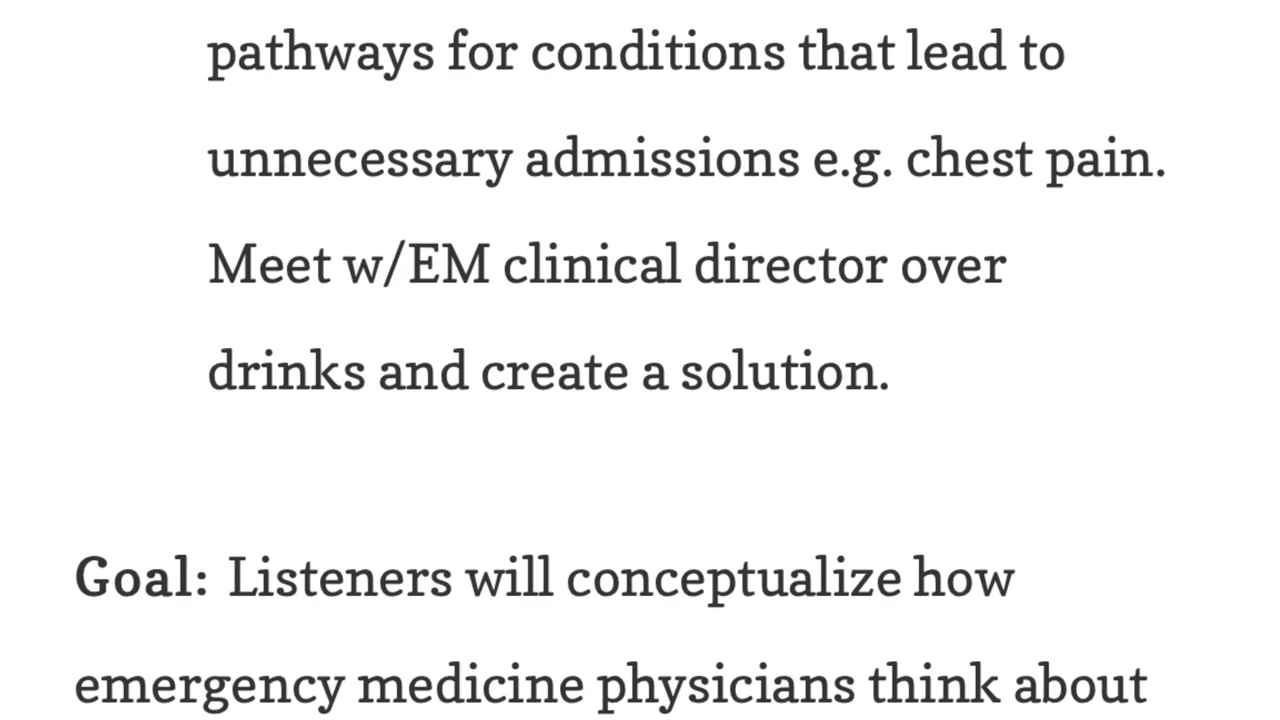 pathways for conditions that lead to
unnecessary admissions e.g. chest pain.
Meet w/EM clinical director over
drinks and create a solution.
Goal: Listeners will conceptualize how
emergency medicine physicians think about